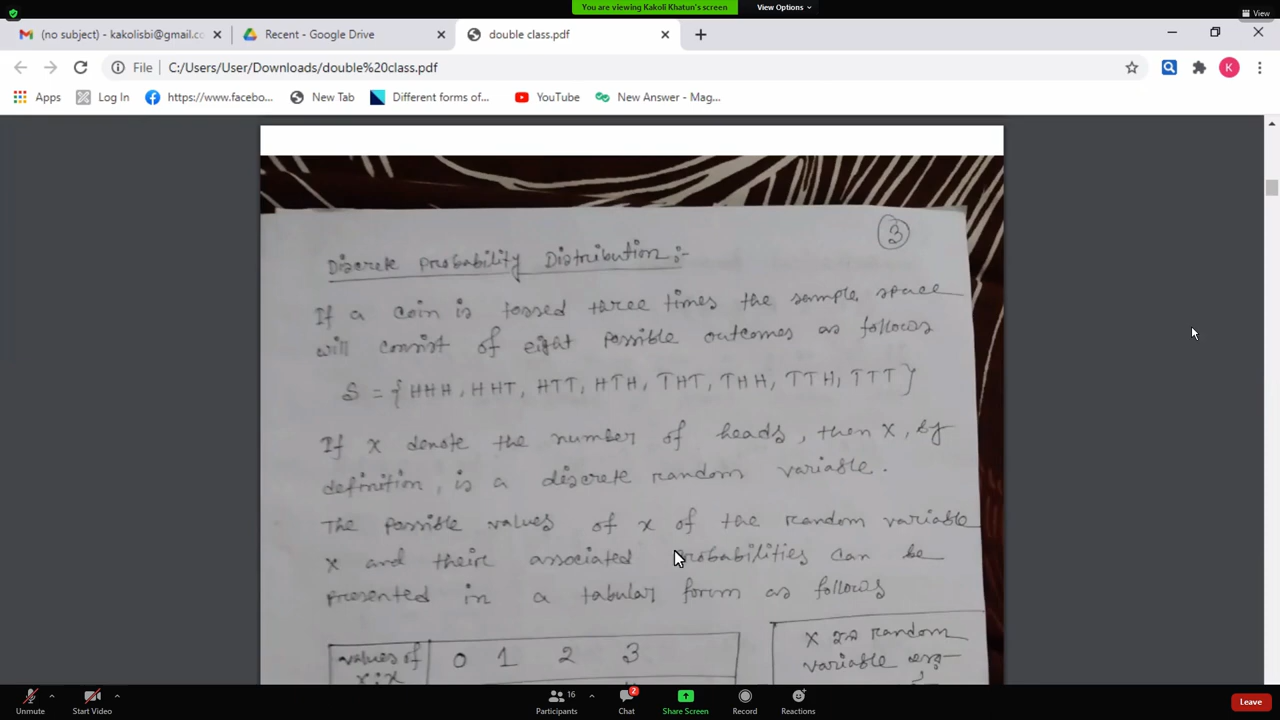 You are viewing Kakoli Khatun's screen
View Options
View
(no subject) - kakolisbi@gmail.co
Recent - Google Drive
double class.pdf
File
C:/Users/User/Downloads/double%20class.pdf
K
Apps
Log In
https://www.facebo...
New Tab
Different forms of...
YouTube
New Answer - Mag...
3
Discrete Probability Distribution :-
If a coin is tossed three times the sample space
will consist of eight possible outcomes as follows
S = {HHH, HHT, HTT, HTH, THT, THH, TTH, TTT}
If x denote the number of heads, then x, by
definition, is a discrete random variable.
The possible values of x of the random variable
x and their associated probabilities can be
presented in a tabular form as follows
values of
x : x
0 1 2 3
x random
variable
Unmute
Start Video
16
Participants
2
Chat
Share Screen
Record
Reactions
Leave